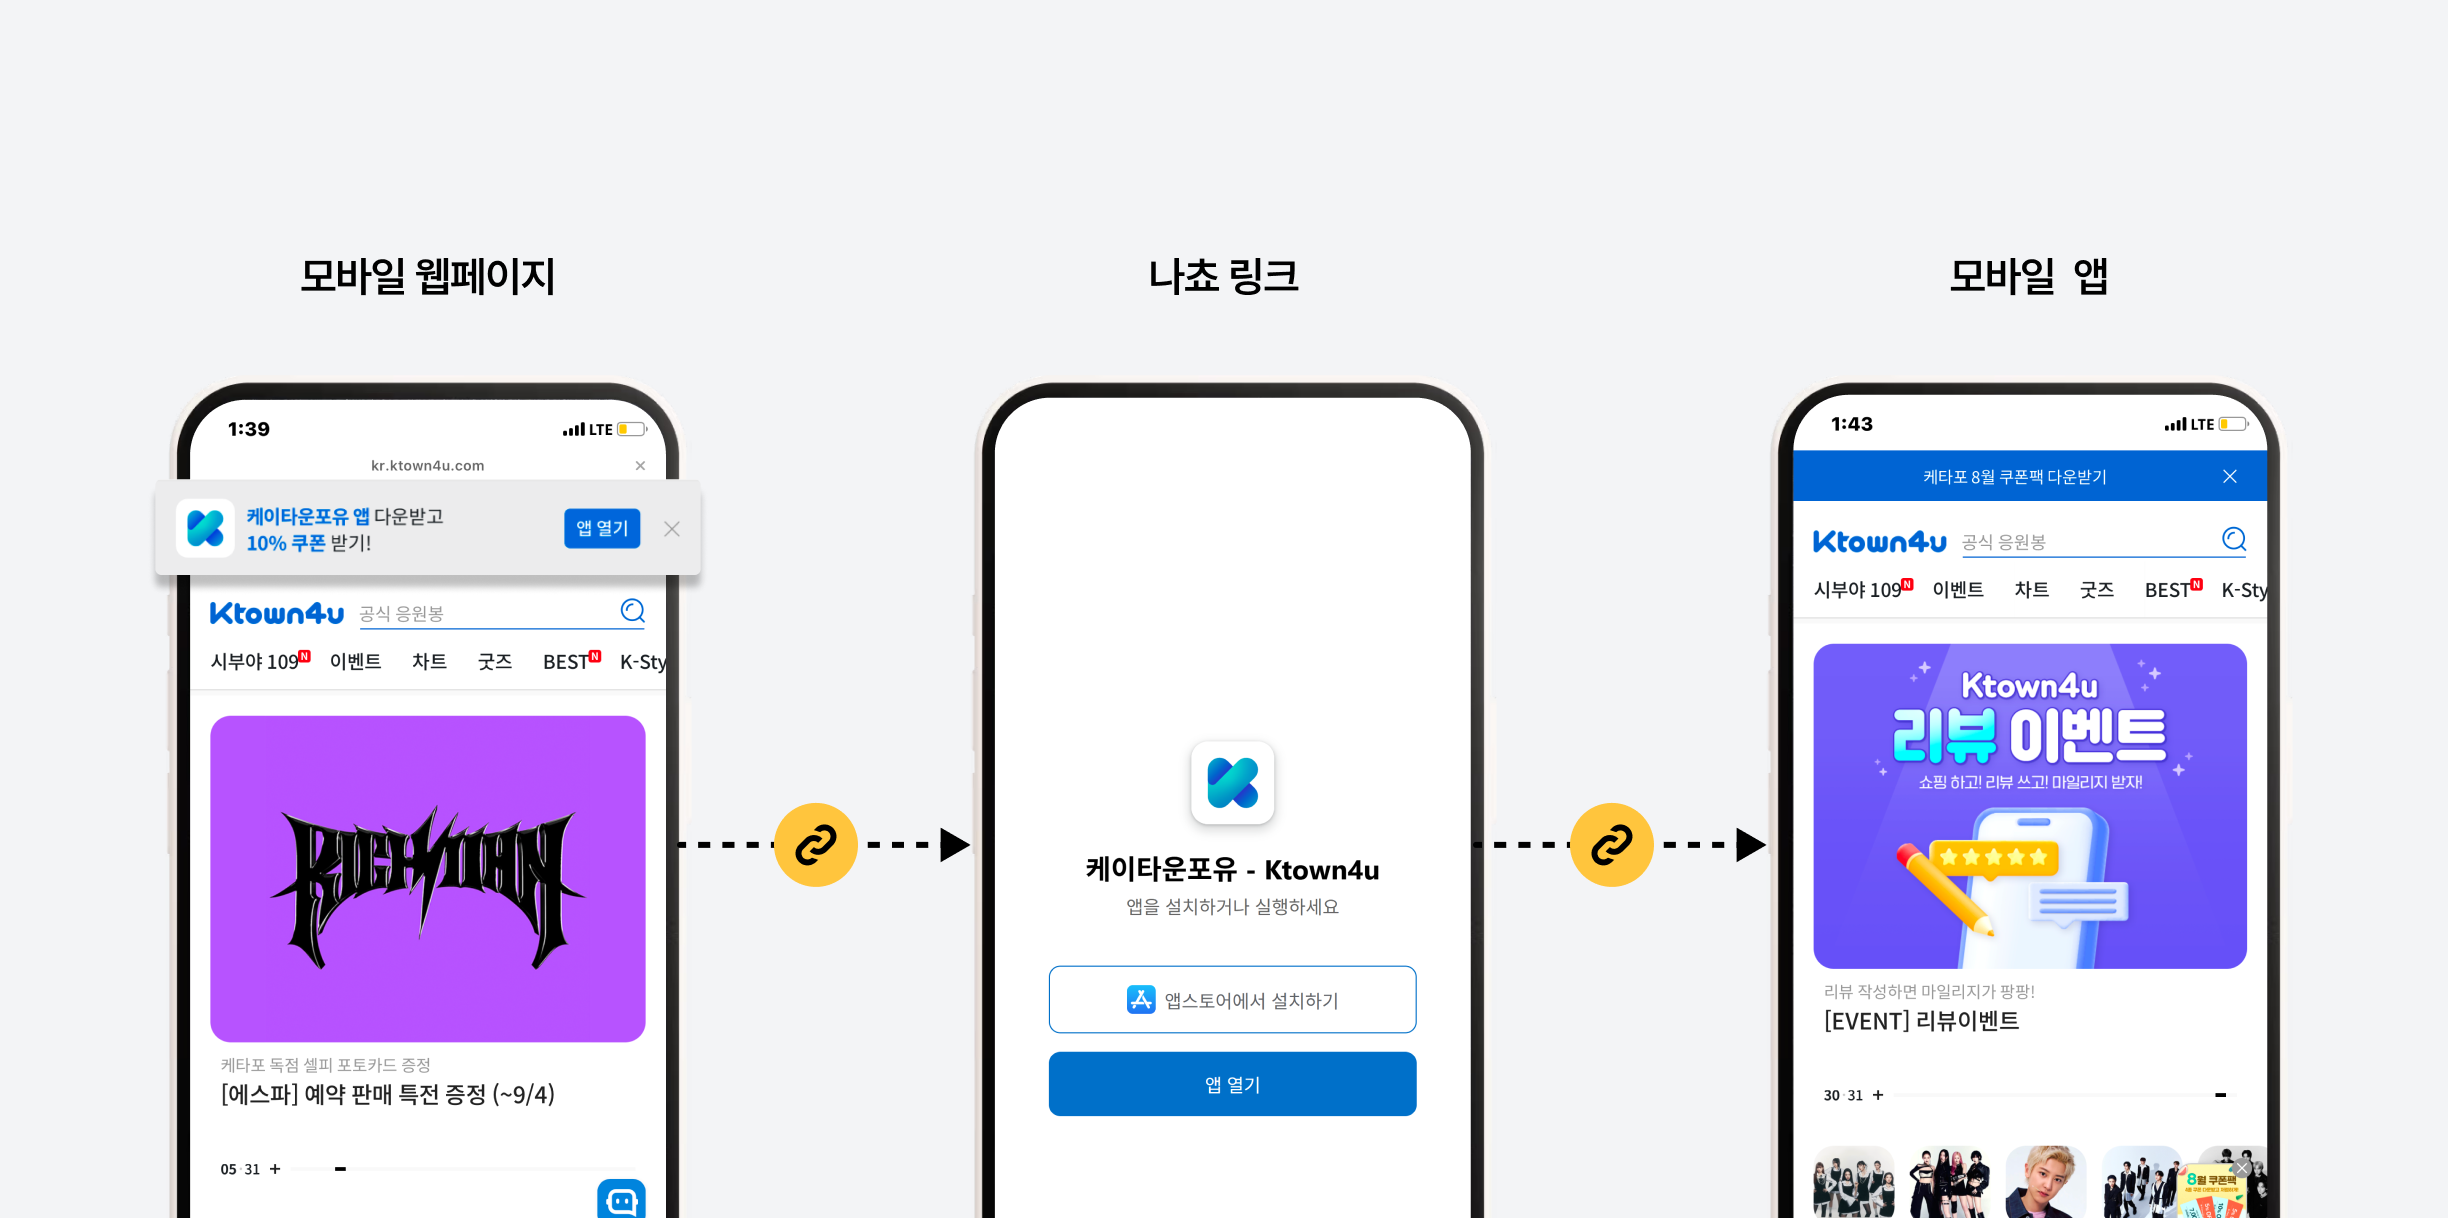 모바일 웹페이지
1:39
LTE
kr.ktown4u.com
케이타운포유 앱 다운받고
10% 쿠폰 받기!
앱 열기
Ktown4u
공식 응원봉
시부야 109 N 이벤트 차트 굿즈 BEST N K-Sty
케타포 독점 셀피 포토카드 증정
[에스파] 예약 판매 특전 증정 (~9/4)
05 · 31 +
나쵸 링크
케이타운포유 - Ktown4u
앱을 설치하거나 실행하세요
앱스토어에서 설치하기
앱 열기
모바일 앱
1:43
LTE
케타포 8월 쿠폰팩 다운받기
Ktown4u
공식 응원봉
시부야 109 N 이벤트 차트 굿즈 BEST N K-Sty
Ktown4u
리뷰 이벤트
쇼핑 하고! 리뷰 쓰고! 마일리지 받자!
리뷰 작성하면 마일리지가 팡팡!
[EVENT] 리뷰이벤트
30 · 31 +
8월 쿠폰팩